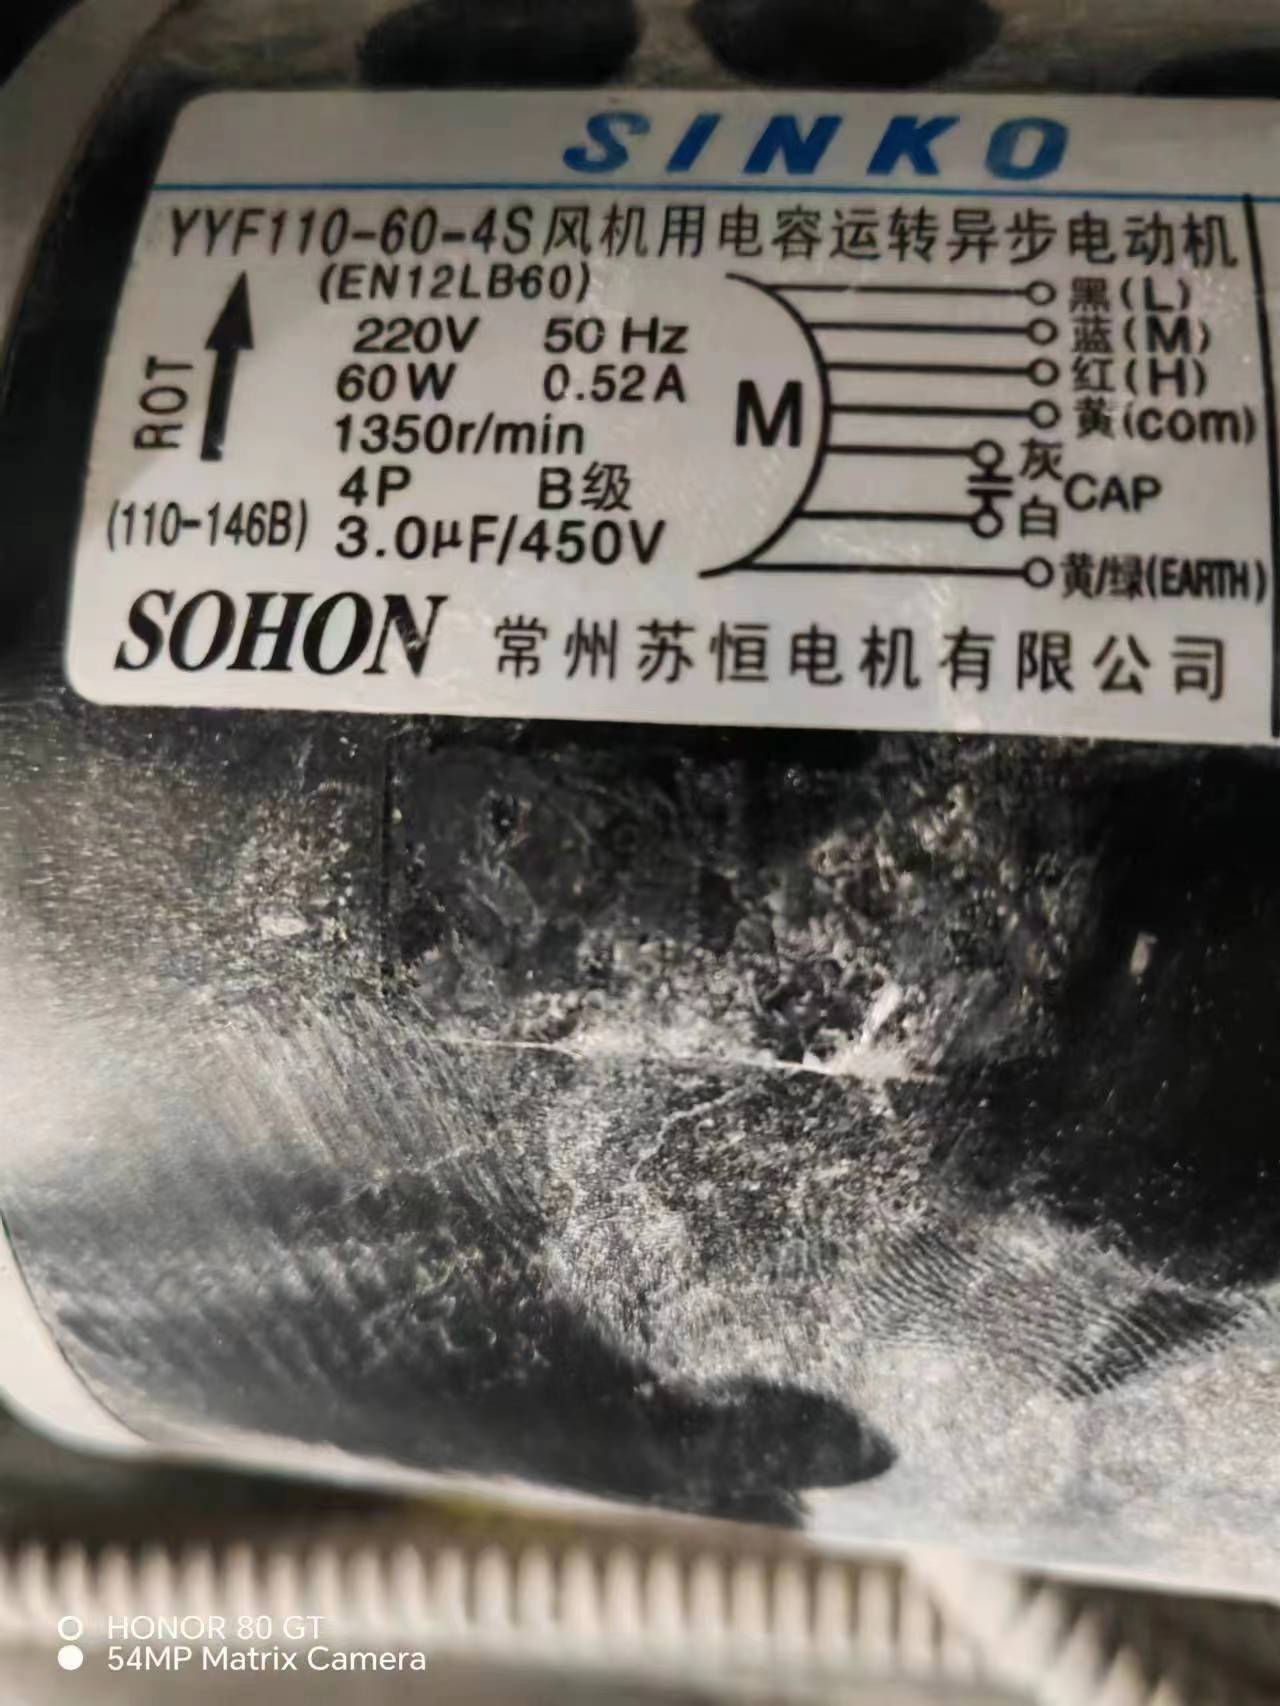 SINKO
YYF110-60-4S风机用电容运转异步电动机
(EN12LB60)
黑(L)
220V 50 Hz
蓝(M)
60W 0.52A
红(H)
ROT
M
黄(com)
1350r/min
灰
4P B级
CAP
白
(110-146B)
3.0μF/450V
黄/绿(EARTH)
SOHON 常州苏恒电机有限公司
HONOR 80 GT
54MP Matrix Camera